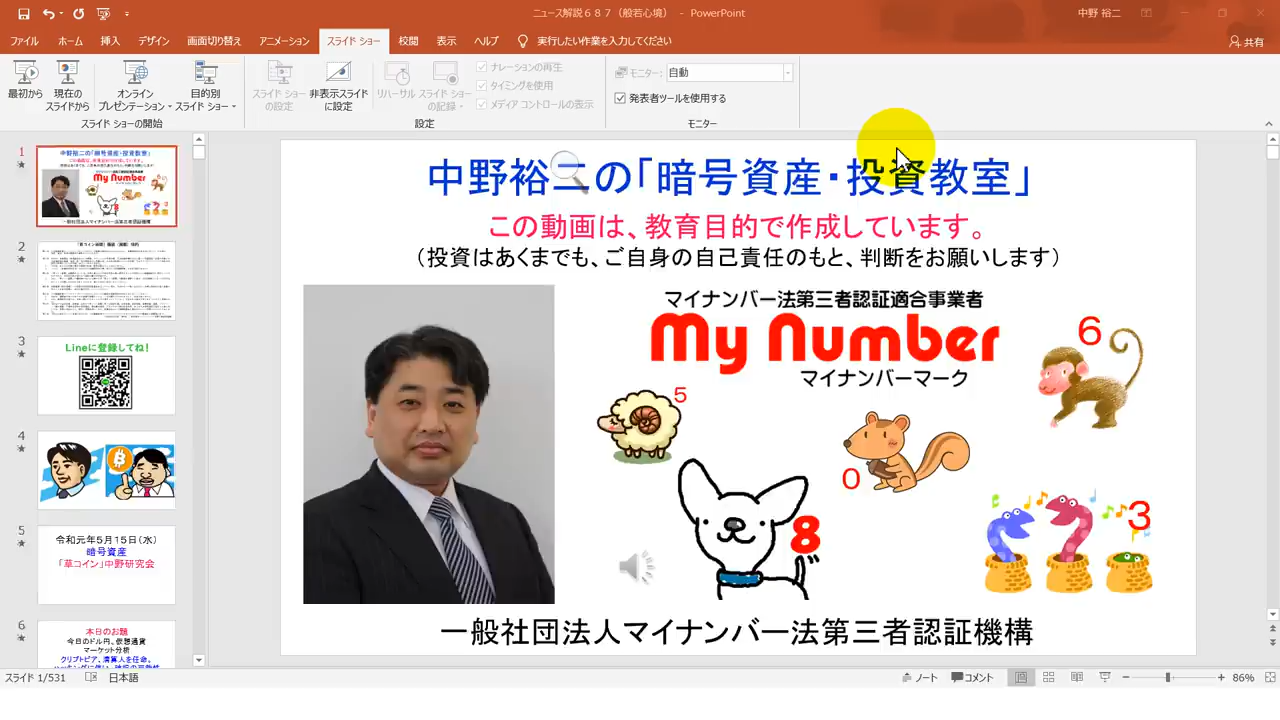 ニュース解説６８７（般若心境） - PowerPoint
中野 裕二
ファイル
ホーム
挿入
デザイン
画面切り替え
アニメーション
スライド ショー
校閲
表示
ヘルプ
実行したい作業を入力してください
共有
最初から
現在の
スライドから
オンライン
プレゼンテーション
目的別
スライド ショー
スライド ショーの開始
スライド ショー
の設定
非表示スライド
に設定
リハーサル
スライド ショー
の記録
ナレーションの再生
タイミングを使用
メディア コントロールの表示
設定
モニター:
自動
発表者ツールを使用する
モニター
1
2
3
Lineに登録してね!
4
5
令和元年５月１５日（水）
暗号資産
「草コイン」中野研究会
6
本日のお題
今日のドル円、仮想通貨
マーケット分析
クリプトピア、清算人を任命。
中野裕二の「暗号資産・投資教室」
この動画は、教育目的で作成しています。
（投資はあくまでも、ご自身の自己責任のもと、判断をお願いします）
マイナンバー法第三者認証適合事業者
My Number
マイナンバーマーク
5
6
0
8
3
一般社団法人マイナンバー法第三者認証機構
スライド 1/531
日本語
ノート
コメント
86%